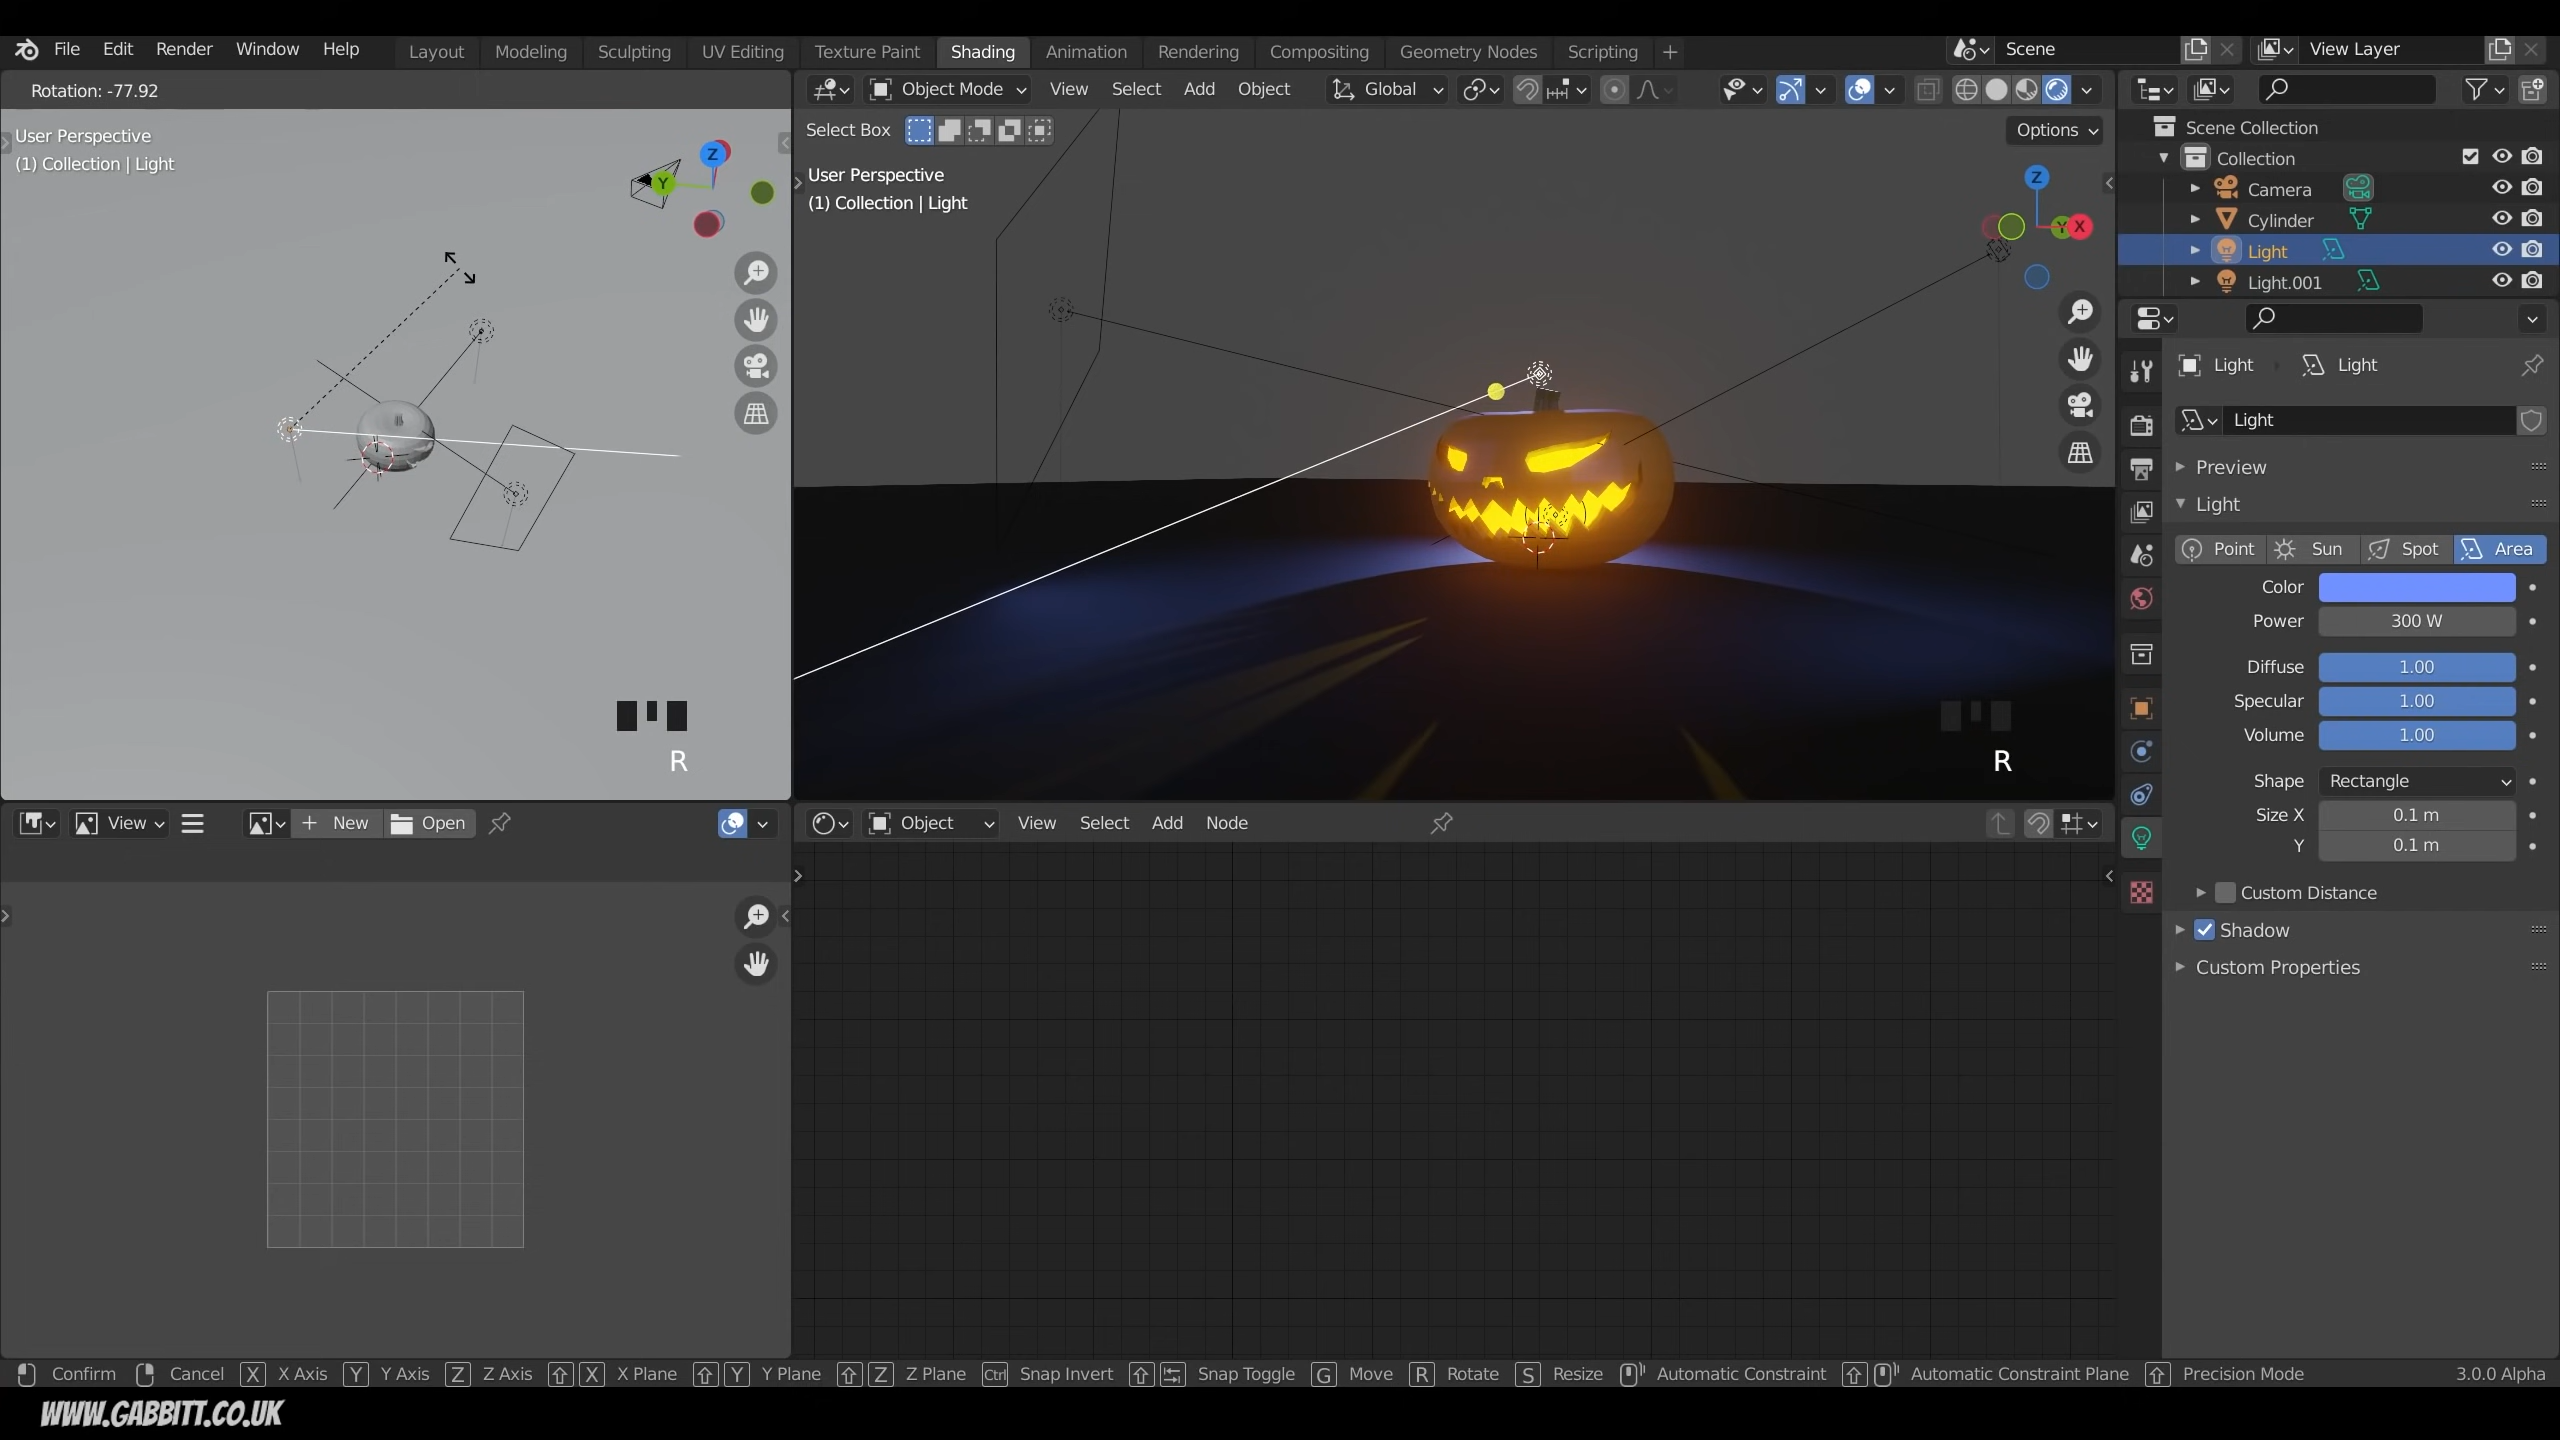 File Edit Render Window Help Layout Modeling Sculpting UV Editing Texture Paint Shading Animation Rendering Compositing Geometry Nodes Scripting + Scene View Layer
Rotation: -77.92
Object Mode View Select Add Object Global
User Perspective
(1) Collection | Light
Z
Y
R
Select Box
Options
User Perspective
(1) Collection | Light
Z
Y
X
R
Scene Collection
Collection
Camera
Cylinder
Light
Light.001
Light Light
Light
Preview
Light
Point Sun Spot Area
Color
Power 300 W
Diffuse 1.00
Specular 1.00
Volume 1.00
Shape Rectangle
Size X 0.1 m
Y 0.1 m
Custom Distance
Shadow
Custom Properties
View + New Open
Object View Select Add Node
Confirm Cancel X X Axis Y Y Axis Z Z Axis X X Plane Y Y Plane Z Z Plane Ctrl Snap Invert Snap Toggle G Move R Rotate S Resize Automatic Constraint Automatic Constraint Plane Precision Mode 3.0.0 Alpha
WWW.GABBITT.CO.UK